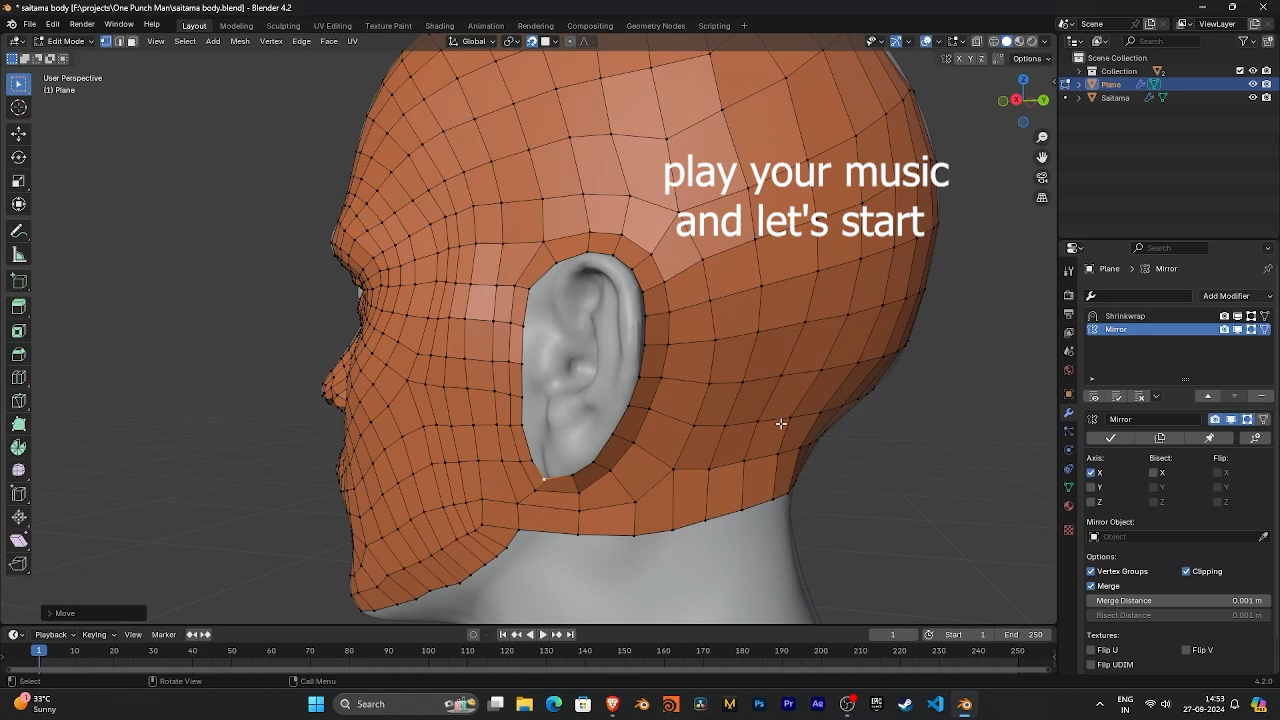 * saitama body [F:\projects\One Punch Man\saitama body.blend] - Blender 4.2
File Edit Render Window Help Layout Modeling Sculpting UV Editing Texture Paint Shading Animation Rendering Compositing Geometry Nodes Scripting + Scene ViewLayer
Edit Mode View Select Add Mesh Vertex Edge Face UV Global Search
X Y Z Options
Scene Collection
User Perspective
(1) Plane
Collection 2
Plane
Saitama
Z
X Y
play your music
and let's start
Search
Plane > Mirror
Add Modifier
Shrinkwrap
Mirror
Mirror
Axis: Bisect: Flip:
X X X
Y Y Y
Z Z Z
Mirror Object:
Object
Options:
Vertex Groups Clipping
Merge
Merge Distance 0.001 m
Bisect Distance 0.001 m
Textures:
Flip U Flip V
Flip UDIM
> Move
Playback Keying View Marker 1 Start 1 End 250
1 10 20 30 40 50 60 70 80 90 100 110 120 130 140 150 160 170 180 190 200 210 220 230 240 250
Select Rotate View Call Menu 4.2.0
33°C
Sunny
Search
M Ps Pr Ae
ENG
IN
14:53
27-09-2024